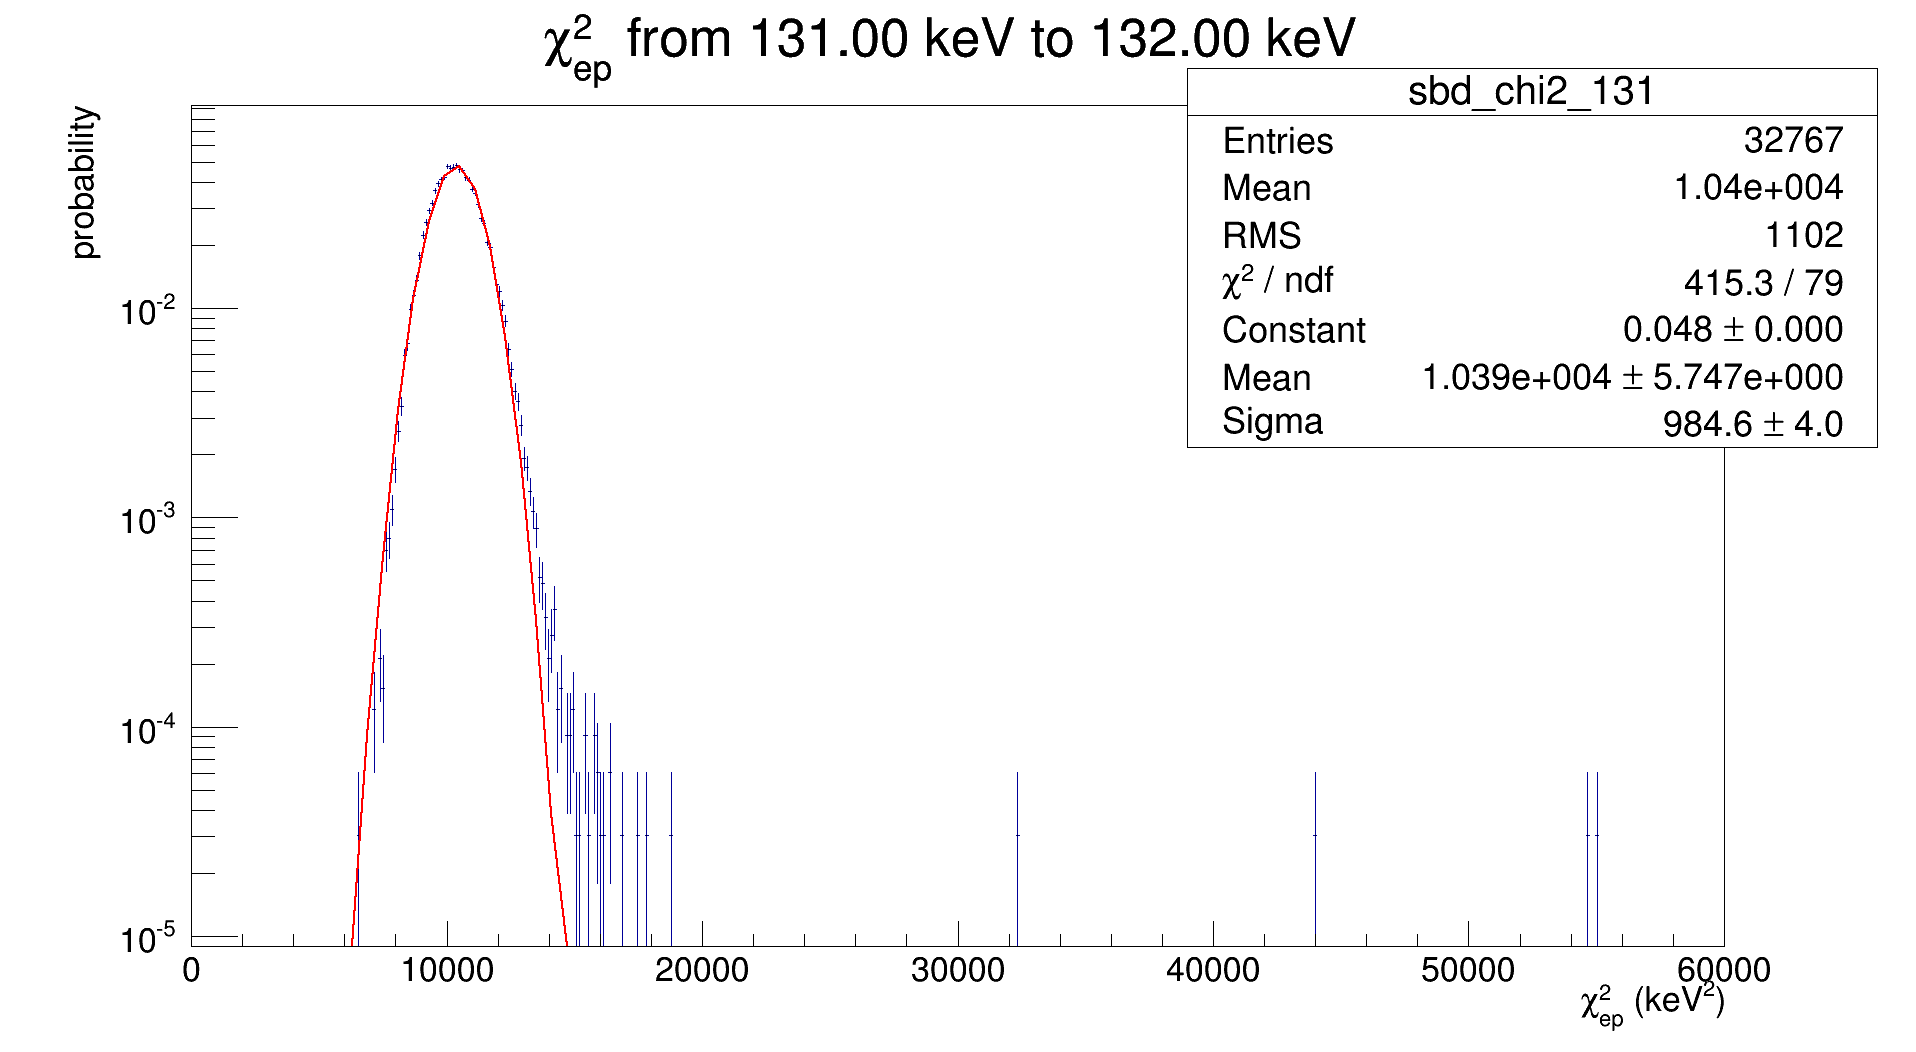 χ²ep from 131.00 keV to 132.00 keV
sbd_chi2_131
Entries 32767
Mean 1.04e+004
RMS 1102
χ² / ndf 415.3 / 79
Constant 0.048 ± 0.000
Mean 1.039e+004 ± 5.747e+000
Sigma 984.6 ± 4.0
probability
10⁻²
10⁻³
10⁻⁴
10⁻⁵
0 10000 20000 30000 40000 50000 60000
χ²ep (keV²)